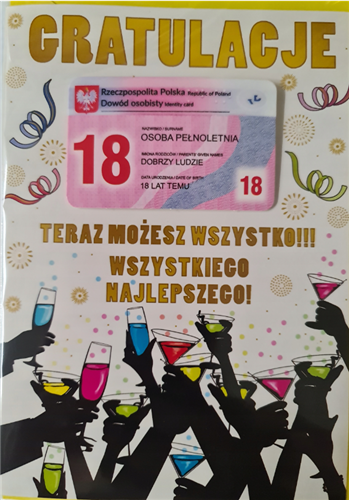 GRATULACJE
Rzeczpospolita Polska Republic of Poland
Dowód osobisty Identity card
NAZWISKO / SURNAME
OSOBA PEŁNOLETNIA
18
IMIONA RODZICÓW / PARENTS' GIVEN NAMES
DOBRZY LUDZIE
DATA URODZENIA / DATE OF BIRTH
18 LAT TEMU
18
TERAZ MOŻESZ WSZYSTKO!!!
WSZYSTKIEGO
NAJLEPSZEGO!